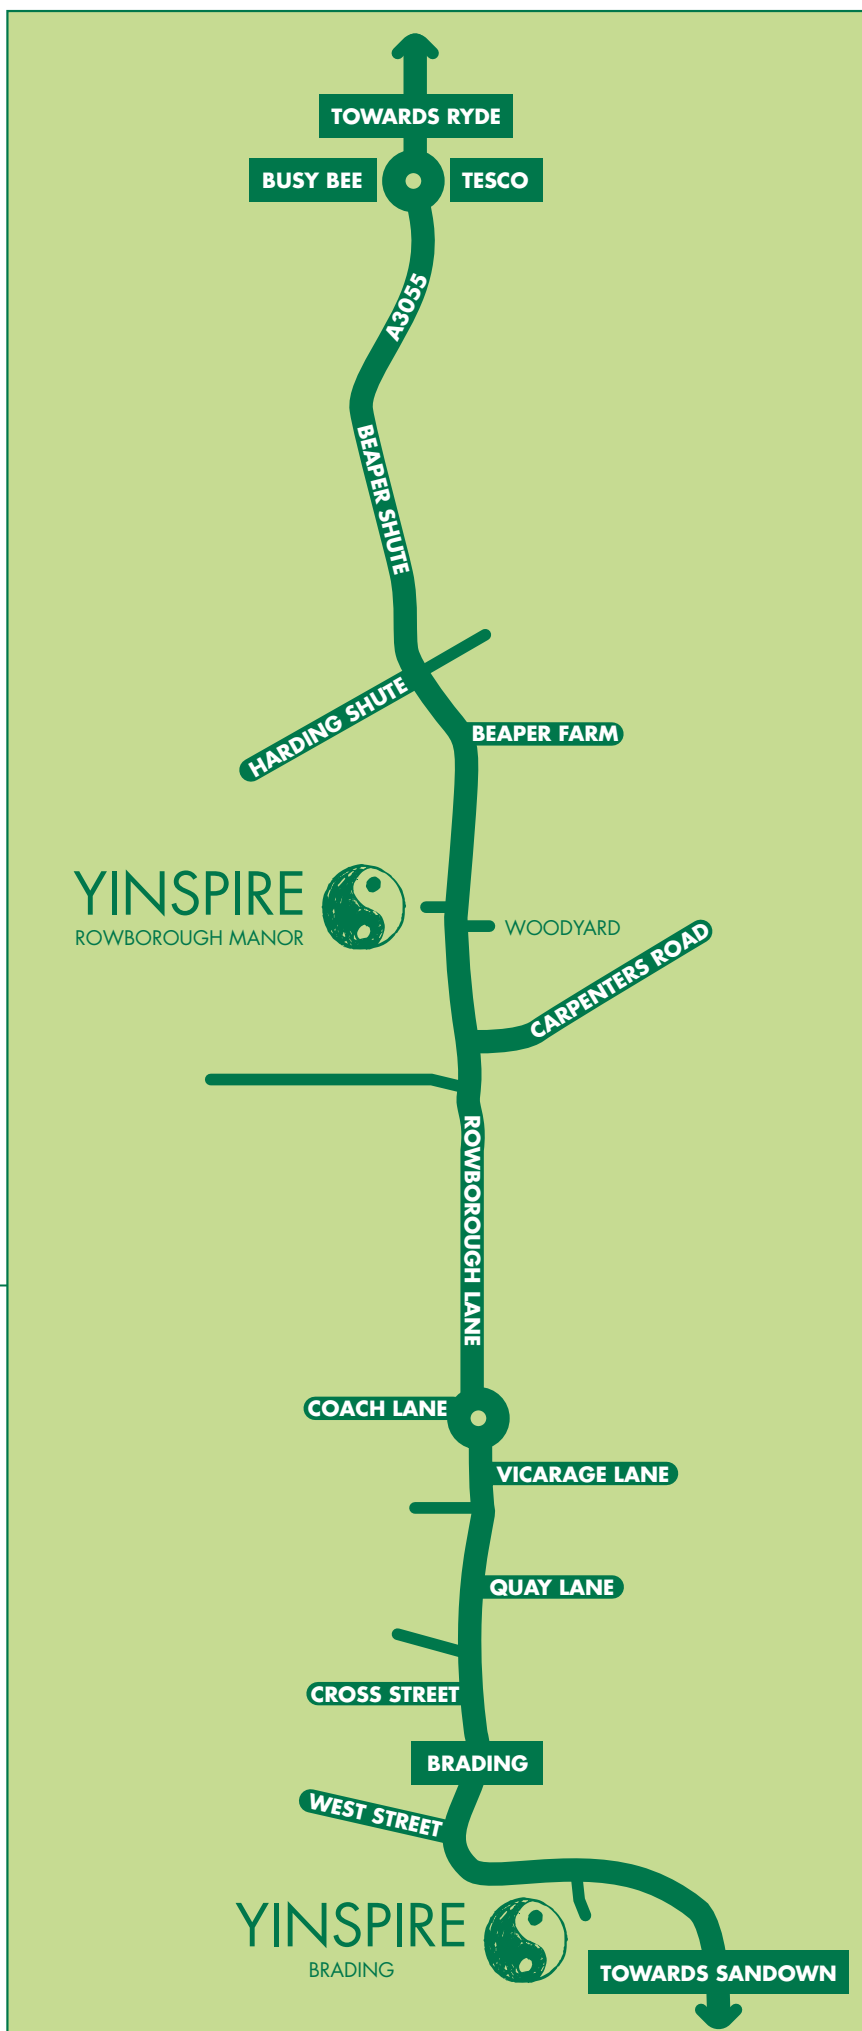 TOWARDS RYDE
BUSY BEE
TESCO
A3055
BEAPER SHUTE
HARDING SHUTE
BEAPER FARM
YINSPIRE
ROWBOROUGH MANOR
WOODYARD
CARPENTERS ROAD
ROWBOROUGH LANE
COACH LANE
VICARAGE LANE
QUAY LANE
CROSS STREET
BRADING
WEST STREET
YINSPIRE
BRADING
TOWARDS SANDOWN